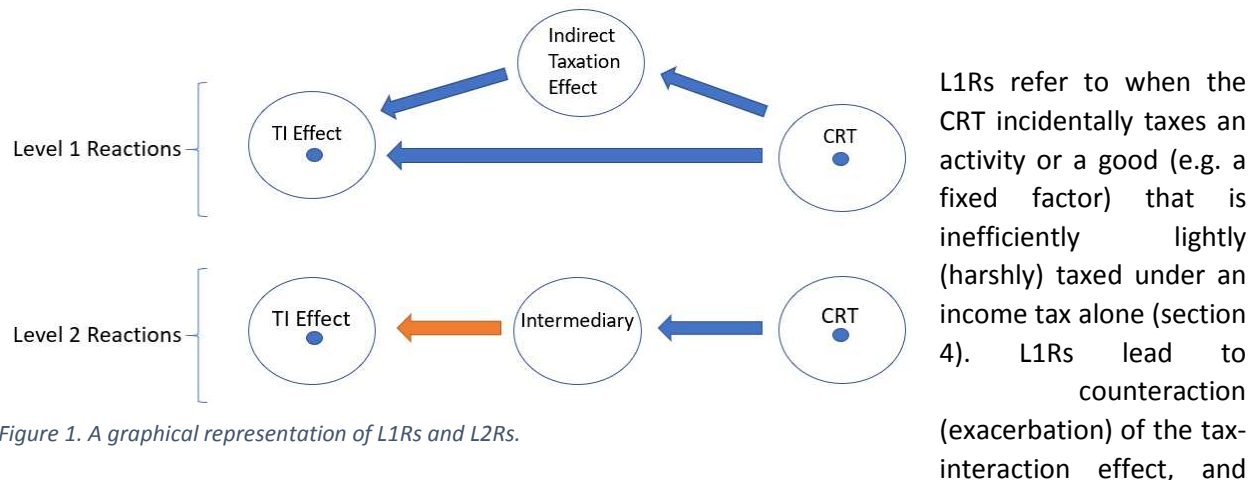 Indirect
Taxation
Effect
Level 1 Reactions
TI Effect
CRT
Level 2 Reactions
TI Effect
Intermediary
CRT
Figure 1. A graphical representation of L1Rs and L2Rs.
L1Rs refer to when the
CRT incidentally taxes an
activity or a good (e.g. a
fixed factor) that is
inefficiently lightly
(harshly) taxed under an
income tax alone (section
4). L1Rs lead to
counteraction
(exacerbation) of the tax-
interaction effect, and